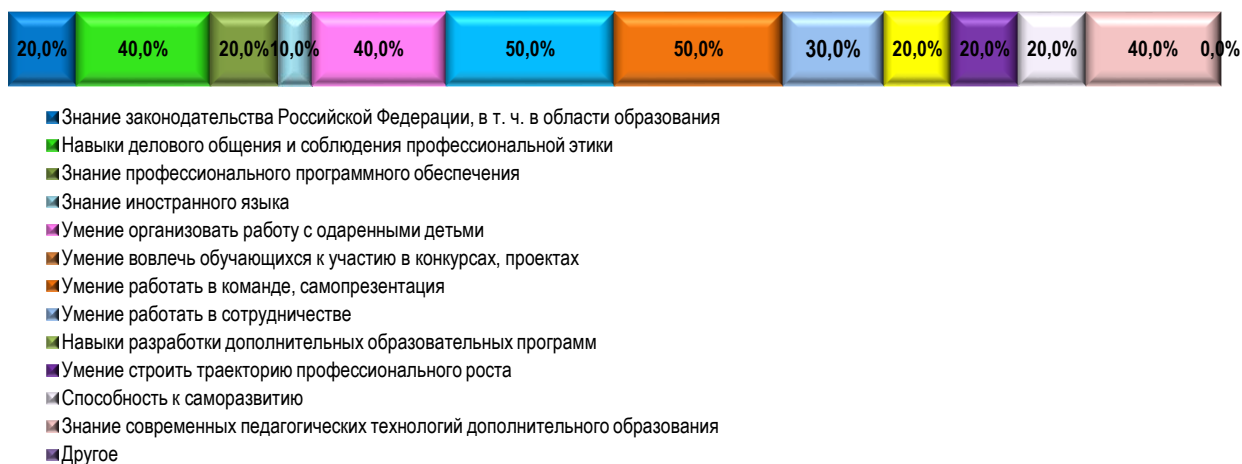 20,0% 40,0% 20,0% 10,0% 40,0% 50,0% 50,0% 30,0% 20,0% 20,0% 20,0% 40,0% 0,0%
Знание законодательства Российской Федерации, в т. ч. в области образования
Навыки делового общения и соблюдения профессиональной этики
Знание профессионального программного обеспечения
Знание иностранного языка
Умение организовать работу с одаренными детьми
Умение вовлечь обучающихся к участию в конкурсах, проектах
Умение работать в команде, самопрезентация
Умение работать в сотрудничестве
Навыки разработки дополнительных образовательных программ
Умение строить траекторию профессионального роста
Способность к саморазвитию
Знание современных педагогических технологий дополнительного образования
Другое